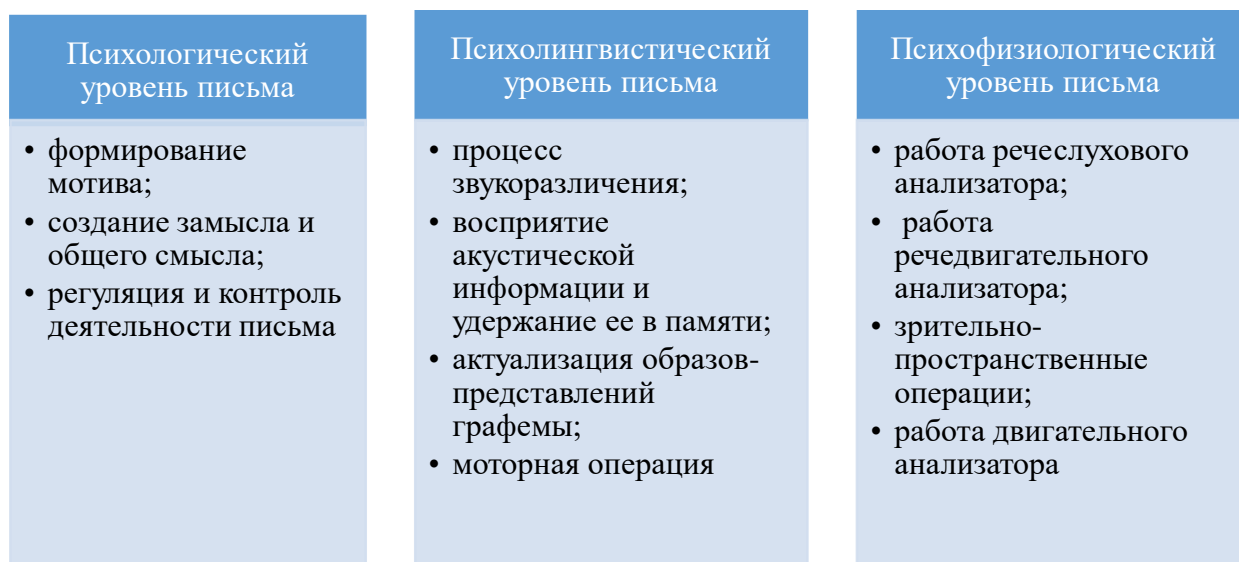 Психологический
уровень письма
• формирование
мотива;
• создание замысла и
общего смысла;
• регуляция и контроль
деятельности письма
Психолингвистический
уровень письма
• процесс
звукоразличения;
• восприятие
акустической
информации и
удержание ее в памяти;
• актуализация образов-
представлений
графемы;
• моторная операция
Психофизиологический
уровень письма
• работа речеслухового
анализатора;
• работа
речедвигательного
анализатора;
• зрительно-
пространственные
операции;
• работа двигательного
анализатора